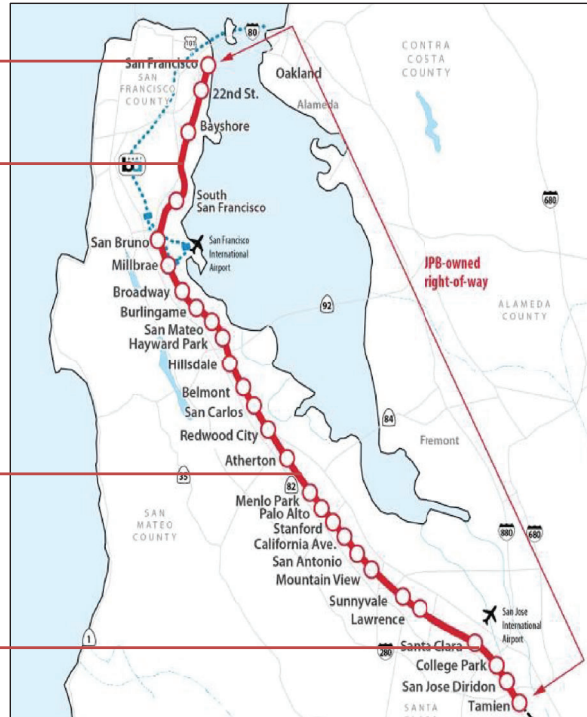 101
80
CONTRA
COSTA
COUNTY
San Francisco
SAN
FRANCISCO
COUNTY
Oakland
Alameda
22nd St.
Bayshore
ba
680
South
San Francisco
San Bruno
San Francisco
International
Airport
Millbrae
JPB-owned
right-of-way
Broadway
Burlingame
92
ALAMEDA
COUNTY
San Mateo
Hayward Park
Hillsdale
Belmont
San Carlos
84
Redwood City
Fremont
Atherton
35
82
Menlo Park
Palo Alto
Stanford
SAN
MATEO
COUNTY
California Ave.
880
680
San Antonio
Mountain View
Sunnyvale
Lawrence
San Jose
International
Airport
1
280
Santa Clara
College Park
San Jose Diridon
Tamien
SANTA